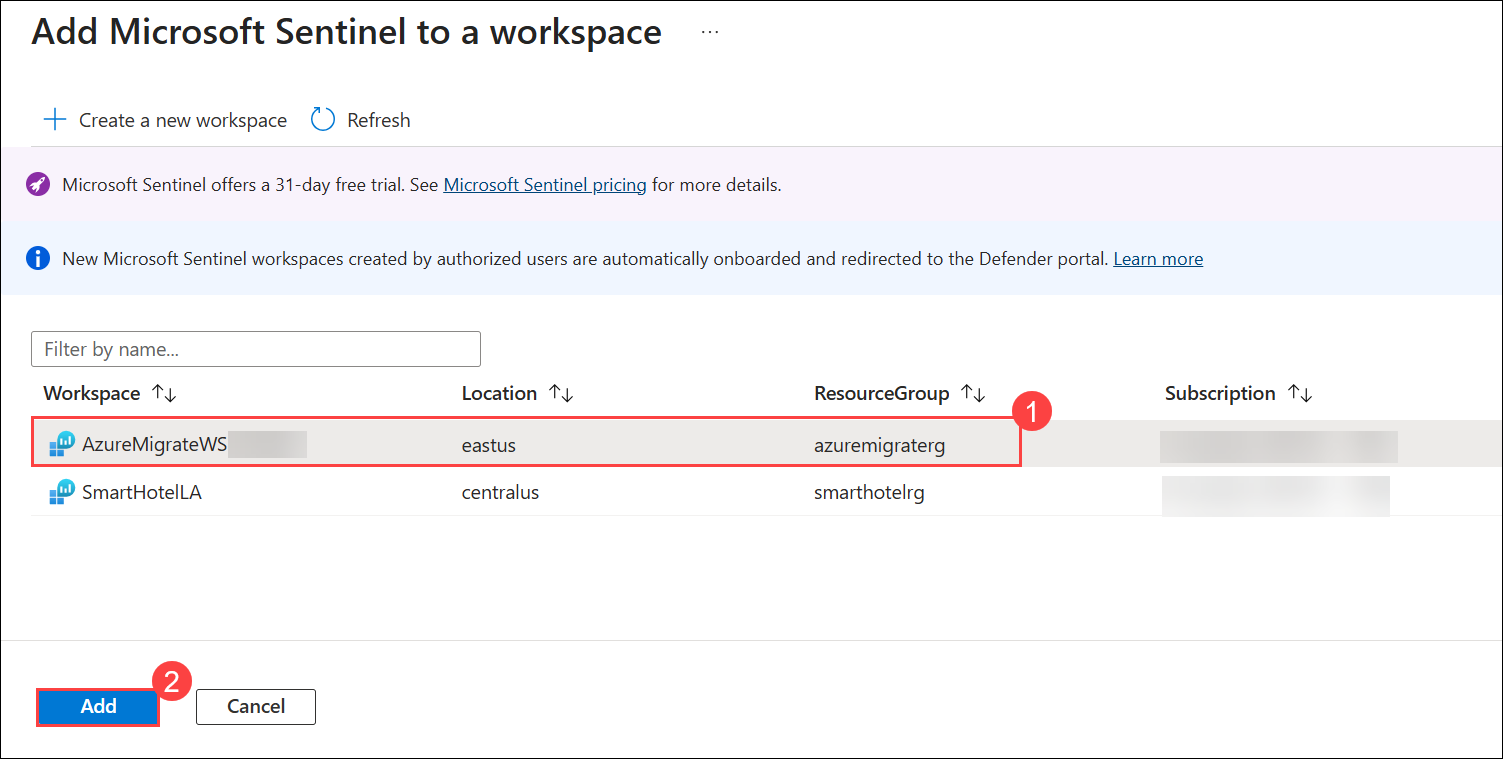 Add Microsoft Sentinel to a workspace ...
Create a new workspace Refresh
Microsoft Sentinel offers a 31-day free trial. See Microsoft Sentinel pricing for more details.
New Microsoft Sentinel workspaces created by authorized users are automatically onboarded and redirected to the Defender portal. Learn more
Filter by name...
Workspace ↑↓ Location ↑↓ ResourceGroup ↑↓ Subscription ↑↓
1
AzureMigrateWS eastus azuremigraterg
SmartHotelLA centralus smarthotelrg
2
Add Cancel